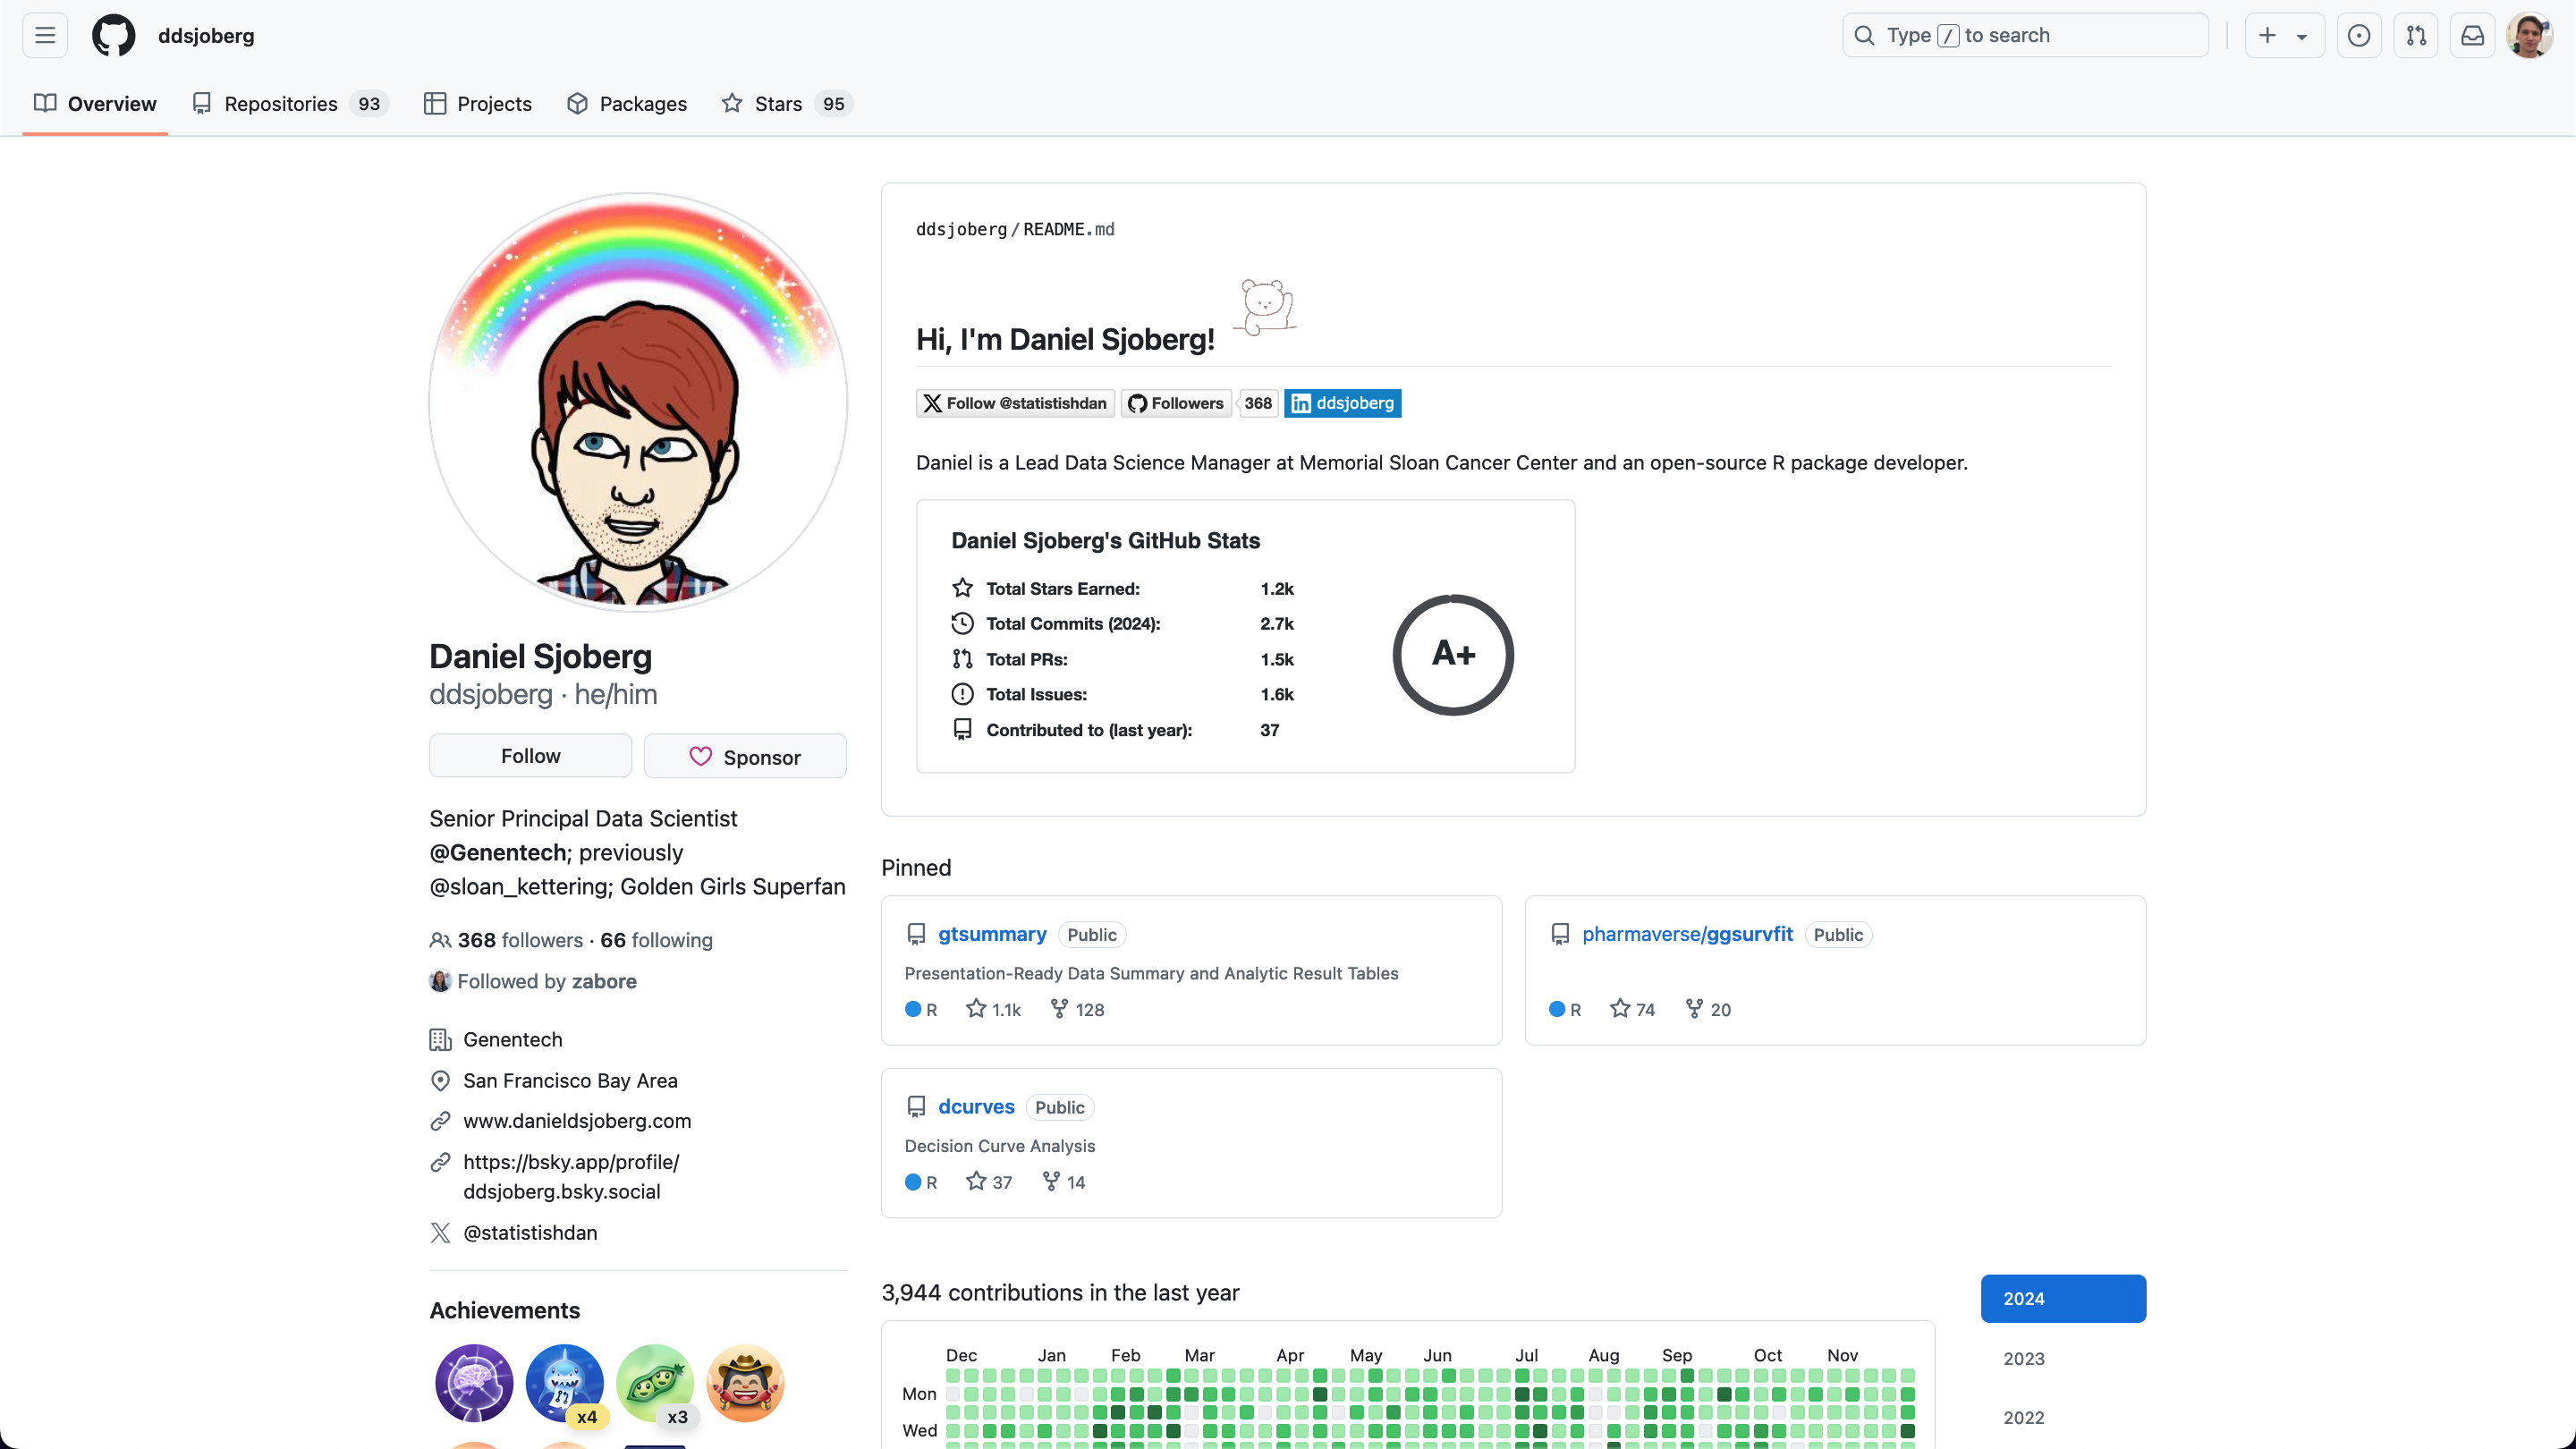 ddsjoberg
Type / to search
Overview
Repositories 93
Projects
Packages
Stars 95
Daniel Sjoberg
ddsjoberg · he/him
Follow
Sponsor
Senior Principal Data Scientist
@Genentech; previously
@sloan_kettering; Golden Girls Superfan
368 followers · 66 following
Followed by zabore
Genentech
San Francisco Bay Area
www.danieldsjoberg.com
https://bsky.app/profile/
ddsjoberg.bsky.social
@statistishdan
Achievements
x4
x3
ddsjoberg/README.md
Hi, I'm Daniel Sjoberg!
Follow @statistishdan
Followers 368
in ddsjoberg
Daniel is a Lead Data Science Manager at Memorial Sloan Cancer Center and an open-source R package developer.
Daniel Sjoberg's GitHub Stats
Total Stars Earned: 1.2k
Total Commits (2024): 2.7k
Total PRs: 1.5k
Total Issues: 1.6k
Contributed to (last year): 37
A+
Pinned
gtsummary Public
Presentation-Ready Data Summary and Analytic Result Tables
R 1.1k 128
pharmaverse/ggsurvfit Public
R 74 20
dcurves Public
Decision Curve Analysis
R 37 14
3,944 contributions in the last year
Dec Jan Feb Mar Apr May Jun Jul Aug Sep Oct Nov
Mon
Wed
2024
2023
2022